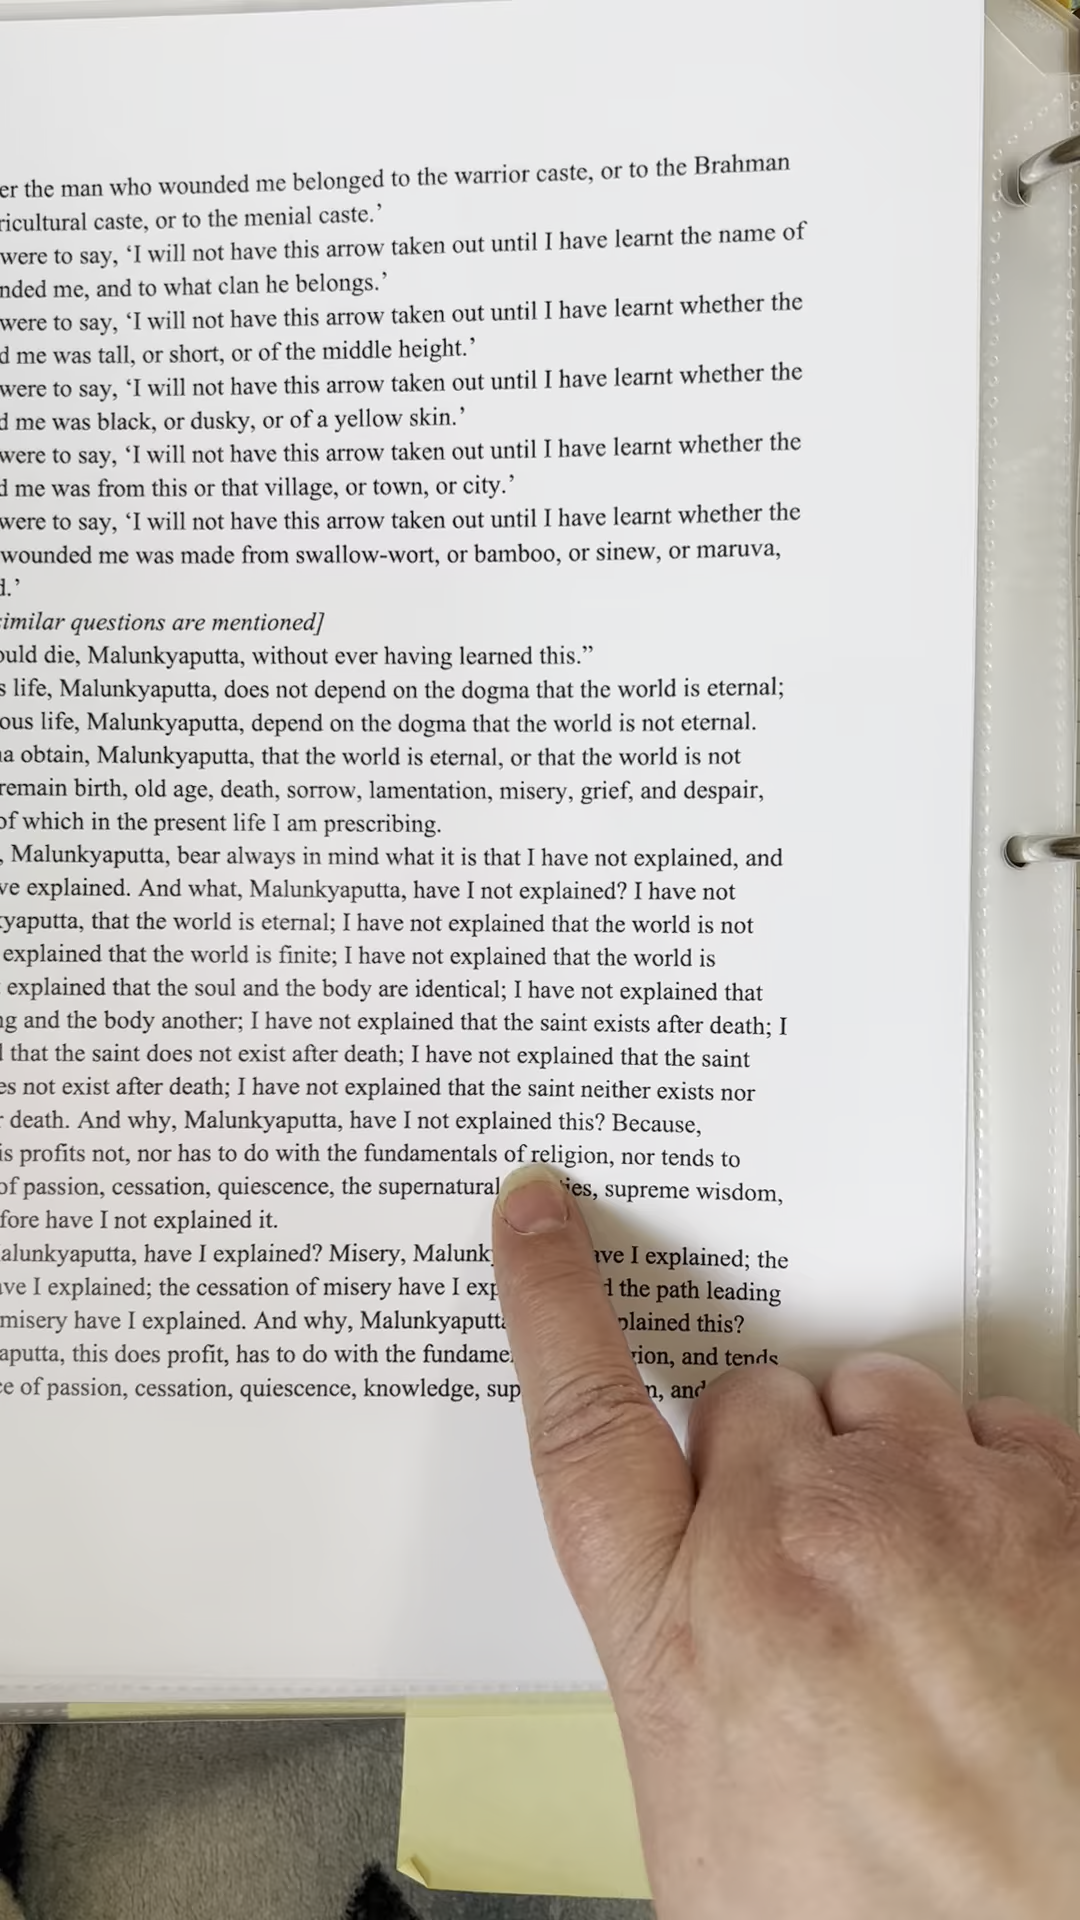 er the man who wounded me belonged to the warrior caste, or to the Brahman
ricultural caste, or to the menial caste.’
were to say, ‘I will not have this arrow taken out until I have learnt the name of
nded me, and to what clan he belongs.’
were to say, ‘I will not have this arrow taken out until I have learnt whether the
d me was tall, or short, or of the middle height.’
were to say, ‘I will not have this arrow taken out until I have learnt whether the
d me was black, or dusky, or of a yellow skin.’
were to say, ‘I will not have this arrow taken out until I have learnt whether the
d me was from this or that village, or town, or city.’
were to say, ‘I will not have this arrow taken out until I have learnt whether the
wounded me was made from swallow-wort, or bamboo, or sinew, or maruva,
d.’
similar questions are mentioned]
ould die, Malunkyaputta, without ever having learned this.”
s life, Malunkyaputta, does not depend on the dogma that the world is eternal;
ous life, Malunkyaputta, depend on the dogma that the world is not eternal.
a obtain, Malunkyaputta, that the world is eternal, or that the world is not
remain birth, old age, death, sorrow, lamentation, misery, grief, and despair,
of which in the present life I am prescribing.
, Malunkyaputta, bear always in mind what it is that I have not explained, and
ve explained. And what, Malunkyaputta, have I not explained? I have not
yaputta, that the world is eternal; I have not explained that the world is not
explained that the world is finite; I have not explained that the world is
explained that the soul and the body are identical; I have not explained that
ng and the body another; I have not explained that the saint exists after death; I
that the saint does not exist after death; I have not explained that the saint
es not exist after death; I have not explained that the saint neither exists nor
death. And why, Malunkyaputta, have I not explained this? Because,
is profits not, nor has to do with the fundamentals of religion, nor tends to
of passion, cessation, quiescence, the supernatural ies, supreme wisdom,
fore have I not explained it.
alunkyaputta, have I explained? Misery, Malunk ave I explained; the
ave I explained; the cessation of misery have I exp d the path leading
misery have I explained. And why, Malunkyaputta plained this?
aputta, this does profit, has to do with the fundame ion, and tends
ce of passion, cessation, quiescence, knowledge, sup n, and